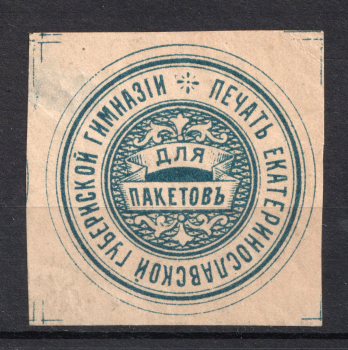 ПЕЧАТЬ ЕКАТЕРИНОСЛАВСКОЙ ГУБЕРНСКОЙ ГИМНАЗІИ
ДЛЯ
ПАКЕТОВЪ